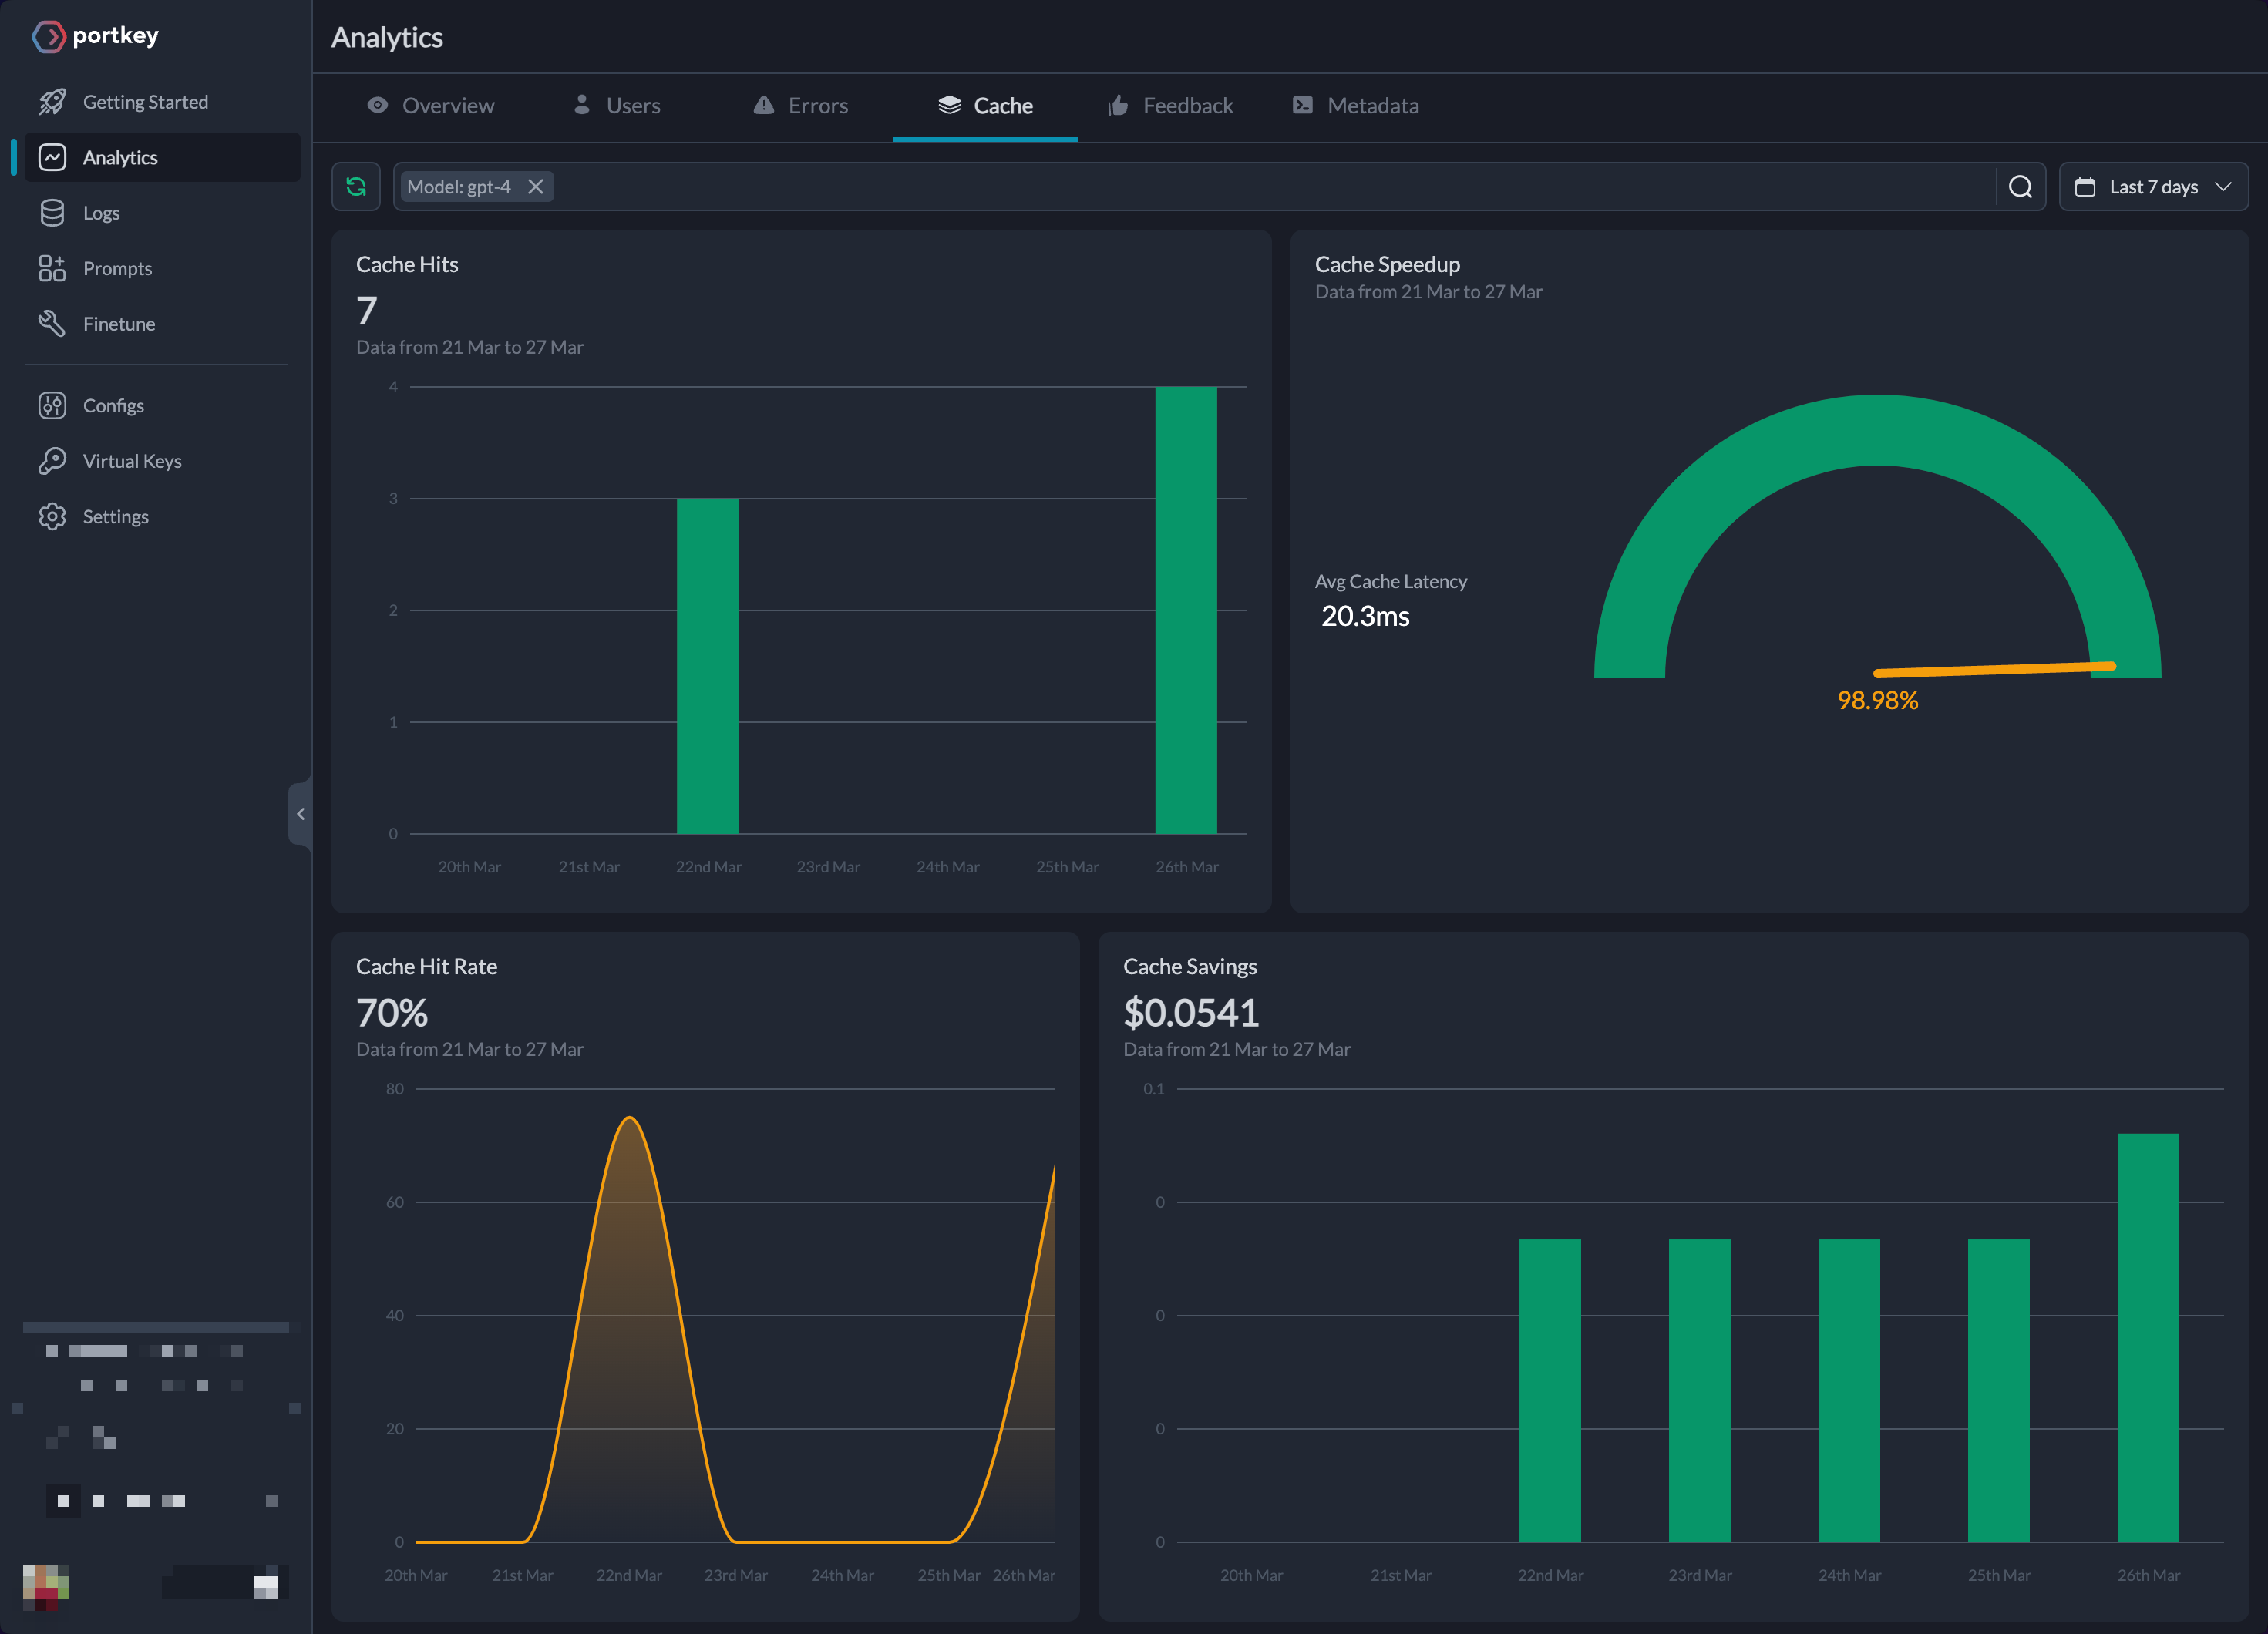 portkey
Getting Started
Analytics
Logs
Prompts
Finetune
Configs
Virtual Keys
Settings
Analytics
Overview
Users
Errors
Cache
Feedback
Metadata
Model: gpt-4
Last 7 days
Cache Hits
7
Data from 21 Mar to 27 Mar
4
3
2
1
0
20th Mar 21st Mar 22nd Mar 23rd Mar 24th Mar 25th Mar 26th Mar
Cache Speedup
Data from 21 Mar to 27 Mar
Avg Cache Latency
20.3ms
98.98%
Cache Hit Rate
70%
Data from 21 Mar to 27 Mar
80
60
40
20
0
20th Mar 21st Mar 22nd Mar 23rd Mar 24th Mar 25th Mar 26th Mar
Cache Savings
$0.0541
Data from 21 Mar to 27 Mar
0.1
0
0
0
0
20th Mar 21st Mar 22nd Mar 23rd Mar 24th Mar 25th Mar 26th Mar